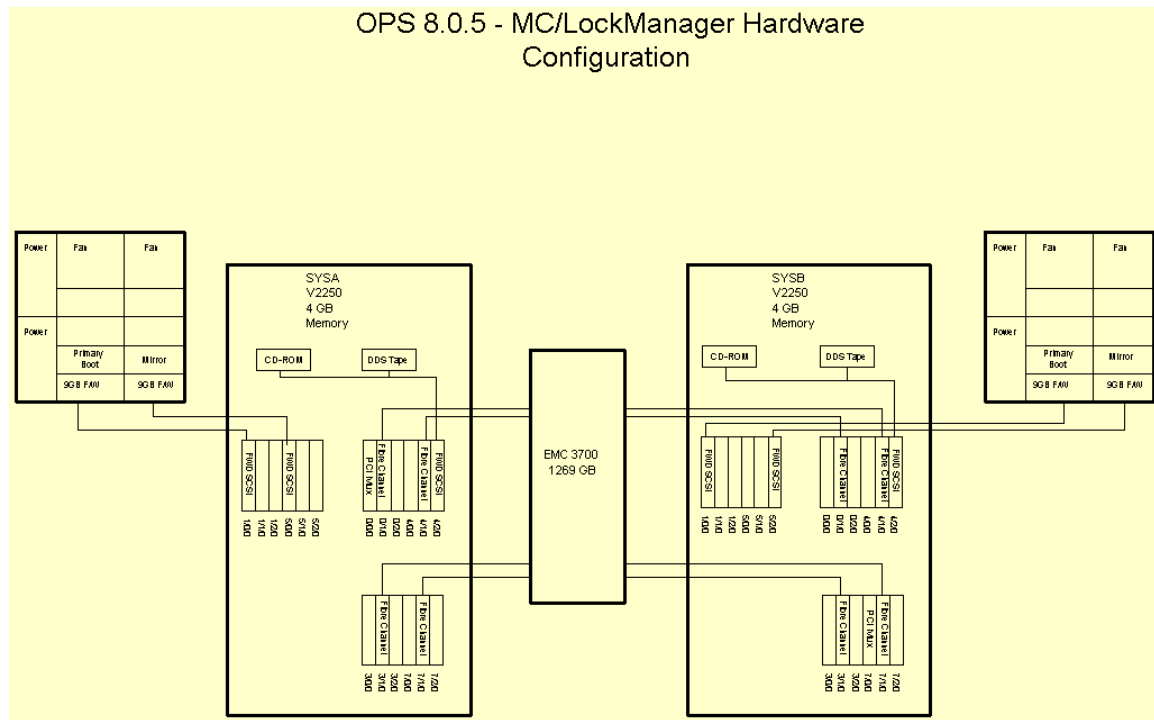 OPS 8.0.5 - MC/LockManager Hardware
Configuration
Power
Fan
Fan
Power
Primary
Boot
Mirror
9GB F/W
9GB F/W
SYSA
V2250
4 GB
Memory
CD-ROM
DDS Tape
FWD SCSI
FWD SCSI
1/0/0
1/1/0
1/2/0
5/0/0
5/1/0
5/2/0
PCI MUX
Fibre Channel
Fibre Channel
FWD SCSI
0/0/0
0/1/0
0/2/0
4/0/0
4/1/0
4/2/0
Fibre Channel
Fibre Channel
3/0/0
3/1/0
3/2/0
7/0/0
7/1/0
7/2/0
EMC 3700
1269 GB
SYSB
V2250
4 GB
Memory
CD-ROM
DDS Tape
FWD SCSI
FWD SCSI
1/0/0
1/1/0
1/2/0
5/0/0
5/1/0
5/2/0
Fibre Channel
Fibre Channel
FWD SCSI
0/0/0
0/1/0
0/2/0
4/0/0
4/1/0
4/2/0
Fibre Channel
PCI MUX
Fibre Channel
3/0/0
3/1/0
3/2/0
7/0/0
7/1/0
7/2/0
Power
Fan
Fan
Power
Primary
Boot
Mirror
9GB F/W
9GB F/W